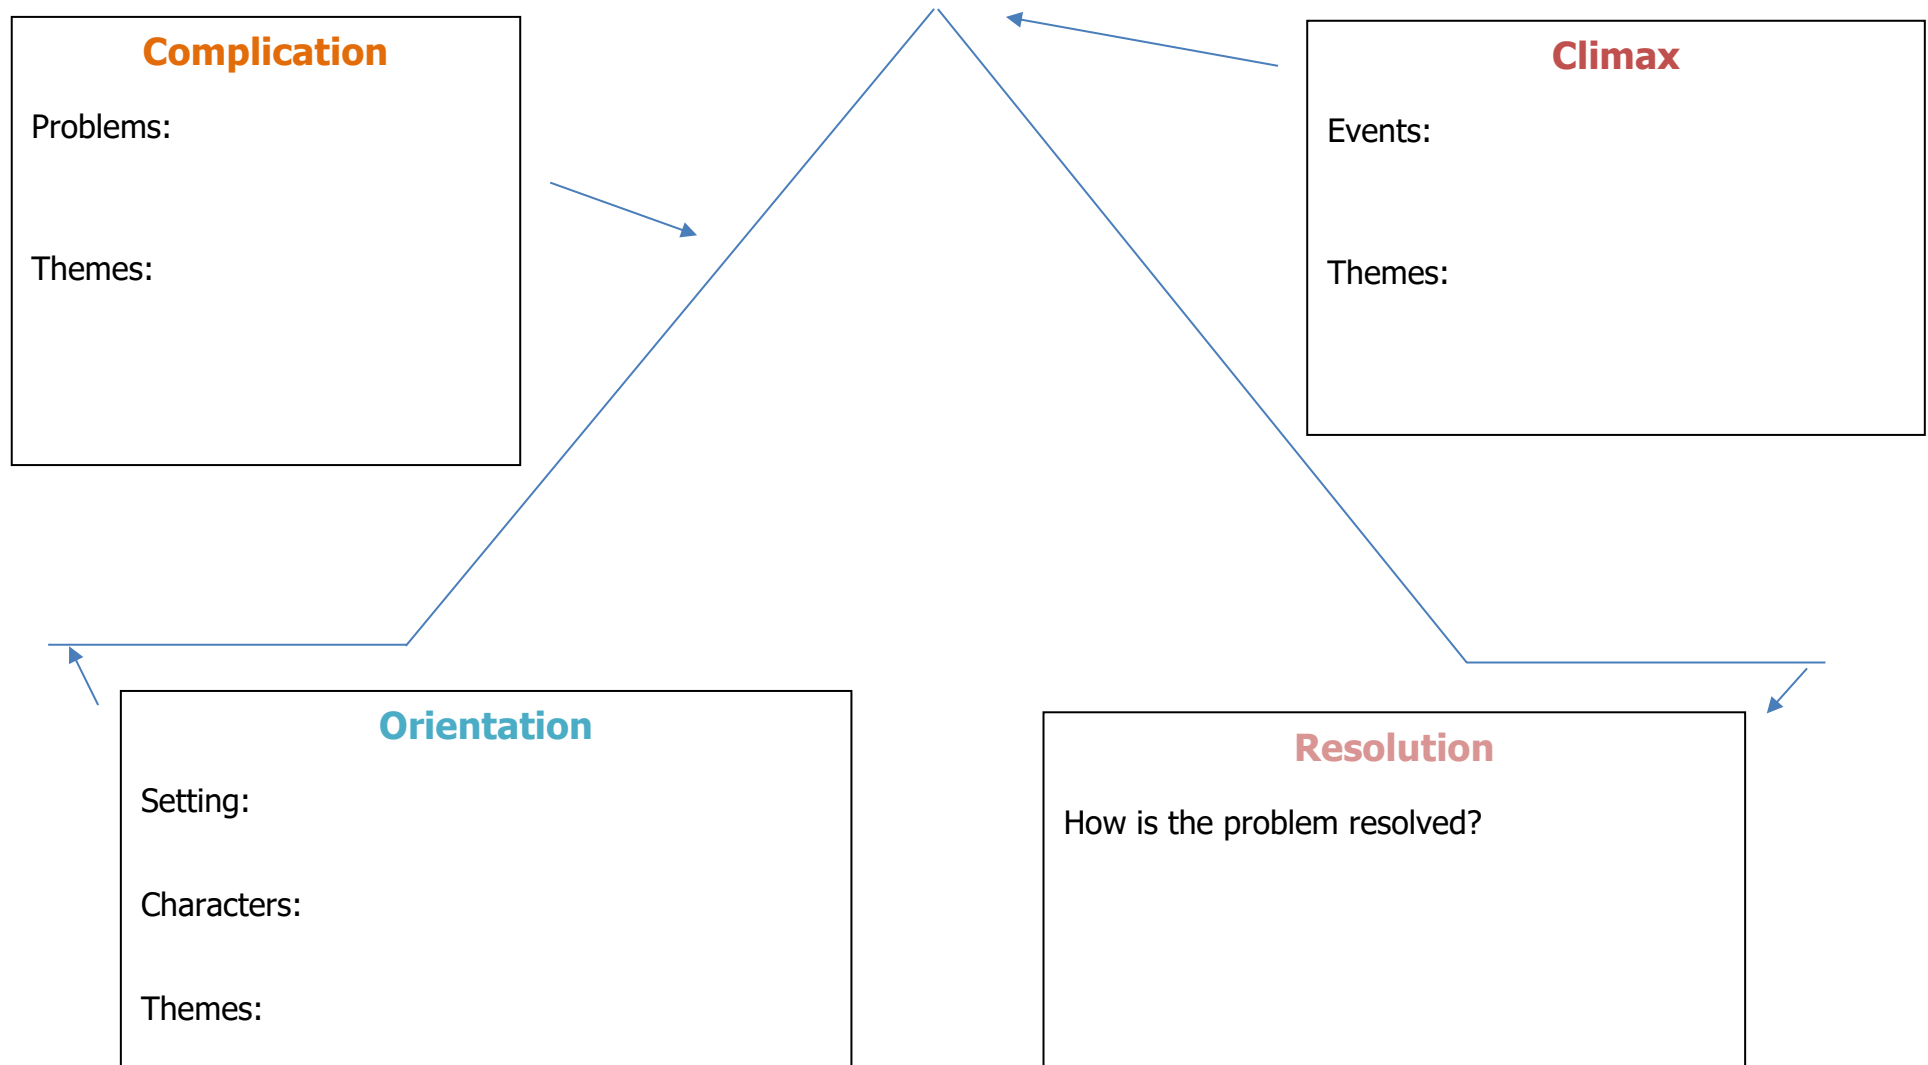 Complication
Problems:
Themes:
Climax
Events:
Themes:
Orientation
Setting:
Characters:
Themes:
Resolution
How is the problem resolved?